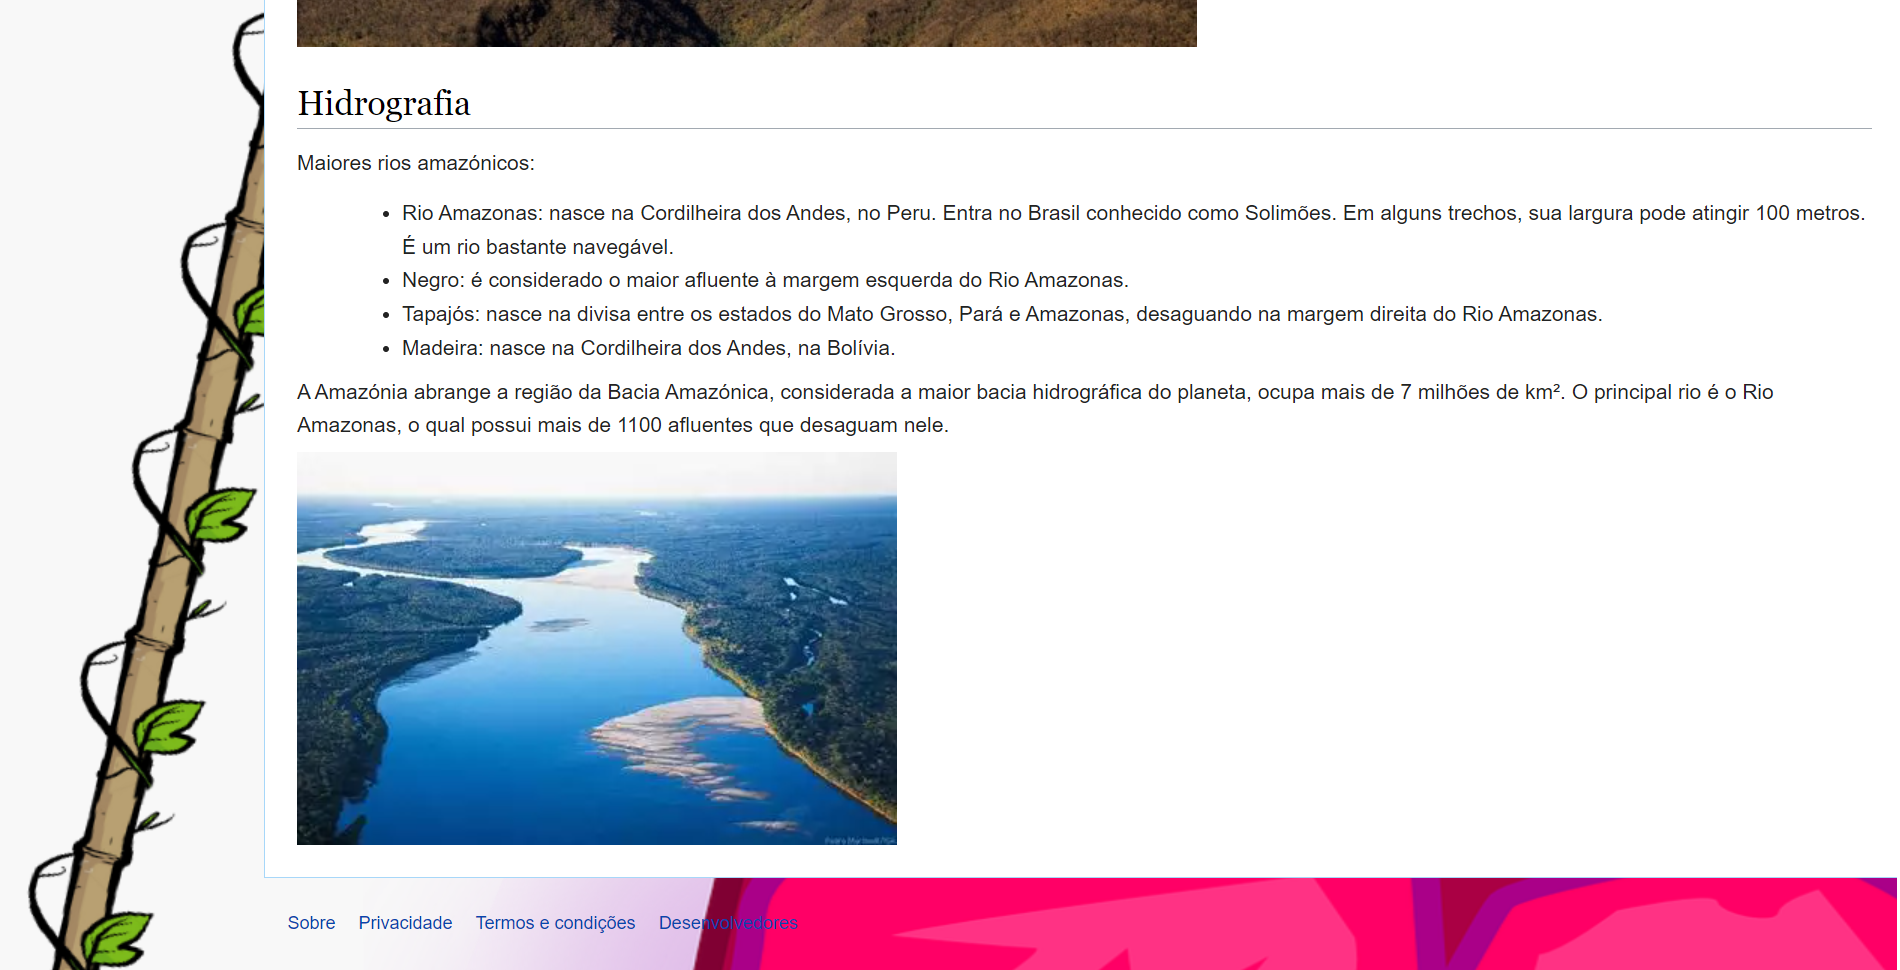 Hidrografia
Maiores rios amazónicos:
Rio Amazonas: nasce na Cordilheira dos Andes, no Peru. Entra no Brasil conhecido como Solimões. Em alguns trechos, sua largura pode atingir 100 metros.
É um rio bastante navegável.
Negro: é considerado o maior afluente à margem esquerda do Rio Amazonas.
Tapajós: nasce na divisa entre os estados do Mato Grosso, Pará e Amazonas, desaguando na margem direita do Rio Amazonas.
Madeira: nasce na Cordilheira dos Andes, na Bolívia.
A Amazónia abrange a região da Bacia Amazónica, considerada a maior bacia hidrográfica do planeta, ocupa mais de 7 milhões de km². O principal rio é o Rio
Amazonas, o qual possui mais de 1100 afluentes que desaguam nele.
Sobre Privacidade Termos e condições Desenvolvedores